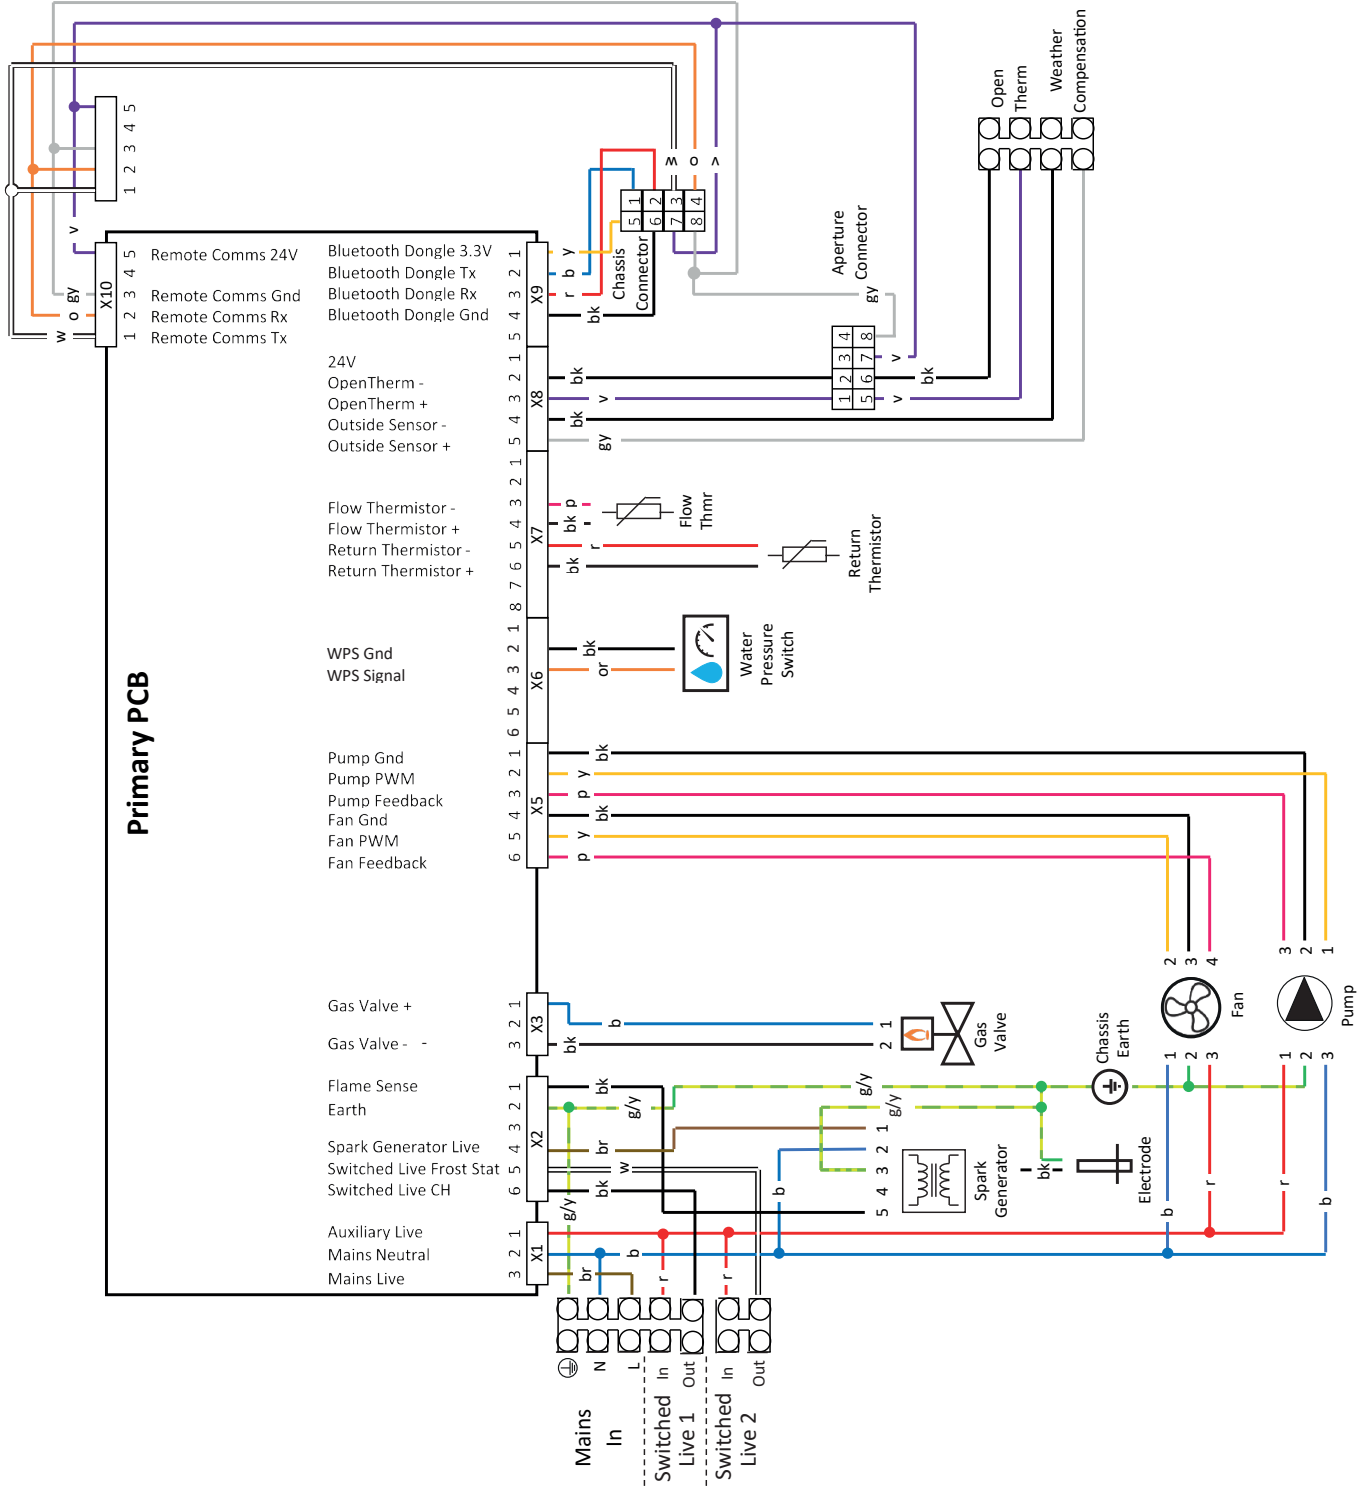 Primary PCB
1 2 3 4 5
v
gy
o
w
X10
5 Remote Comms 24V
4
3 Remote Comms Gnd
2 Remote Comms Rx
1 Remote Comms Tx
X9
Bluetooth Dongle 3.3V 1 y
Bluetooth Dongle Tx 2 b
Bluetooth Dongle Rx 3 r
Bluetooth Dongle Gnd 4 bk
5
Chassis
Connector
5 1
6 2
7 3
8 4
w
o
v
X8
24V 1
OpenTherm - 2 bk
OpenTherm + 3 v
Outside Sensor - 4 bk
Outside Sensor + 5 gy
Aperture
Connector
gy
4 8
3 7 v
2 6 bk
1 5 v
Open
Therm
Weather
Compensation
X7
1
2
Flow Thermistor - 3 p
Flow Thermistor + 4 bk
Return Thermistor - 5 r
Return Thermistor + 6 bk
7
8
Flow
Thmr
Return
Thermistor
X6
1
WPS Gnd 2 bk
WPS Signal 3 or
4
5
6
Water
Pressure
Switch
X5
Pump Gnd 1 bk
Pump PWM 2 y
Pump Feedback 3 p
Fan Gnd 4 bk
Fan PWM 5 y
Fan Feedback 6 p
2 3 4
Fan
1 2 3
3 2 1
Pump
1 2 3
X3
Gas Valve + 1
2 b
Gas Valve - - 3 bk
1
2
Gas
Valve
X2
Flame Sense 1 bk
Earth 2 g/y
3
Spark Generator Live 4 br
Switched Live Frost Stat 5 w
Switched Live CH 6 bk
g/y
g/y
g/y
1
2
3
4
5
Spark
Generator
b
Chassis
Earth
bk
Electrode
b
r
r
b
X1
Auxiliary Live 1
Mains Neutral 2 b
Mains Live 3 br
r
r
N
L
In
Out
In
Out
Mains
In
Switched
Live 1
Switched
Live 2